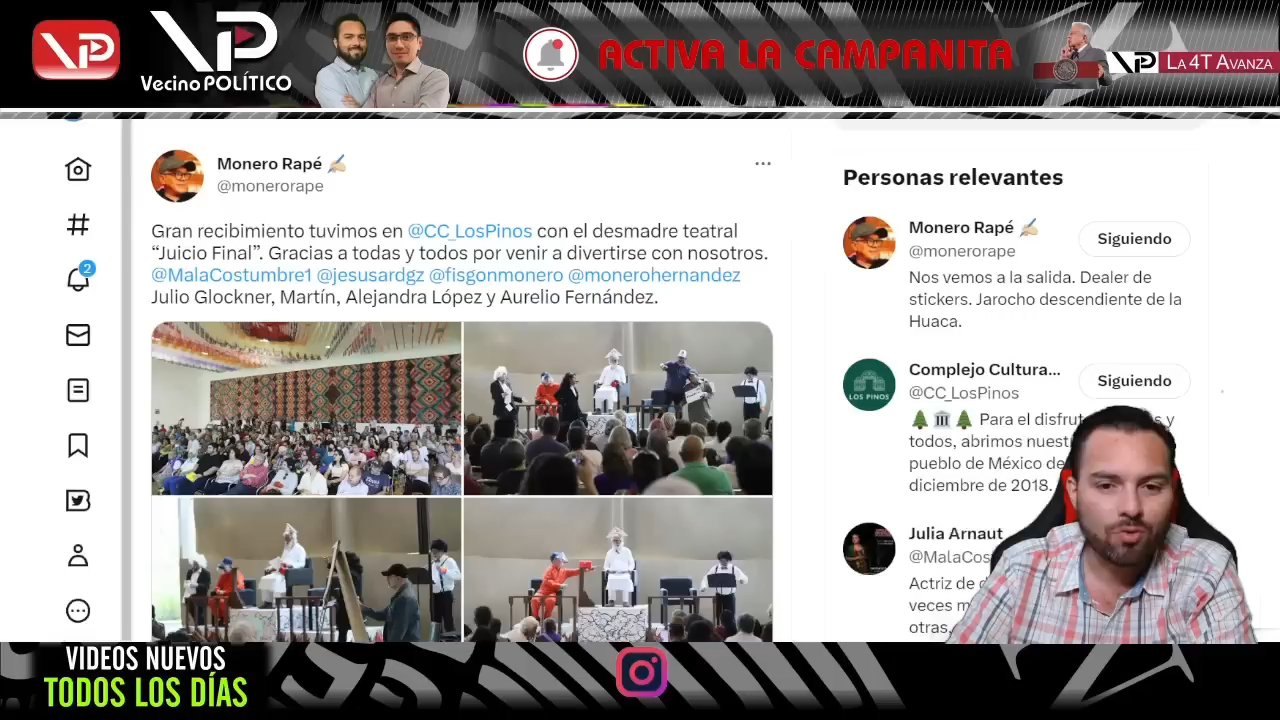 VP
VP
Vecino POLÍTICO
ACTIVA LA CAMPANITA
VP LA 4T AVANZA
Monero Rapé
@monerorape
Gran recibimiento tuvimos en @CC_LosPinos con el desmadre teatral
“Juicio Final”. Gracias a todas y todos por venir a divertirse con nosotros.
@MalaCostumbre1 @jesusardgz @fisgonmonero @monerohernandez
Julio Glockner, Martín, Alejandra López y Aurelio Fernández.
2
Personas relevantes
Monero Rapé
@monerorape
Siguiendo
Nos vemos a la salida. Dealer de
stickers. Jarocho descendiente de la
Huaca.
LOS PINOS
Complejo Cultura...
@CC_LosPinos
Siguiendo
Para el disfrut s y
todos, abrimos nuest
pueblo de México de
diciembre de 2018.
Julia Arnaut
@MalaCos
Actriz de
veces m
otras,
VIDEOS NUEVOS
TODOS LOS DÍAS